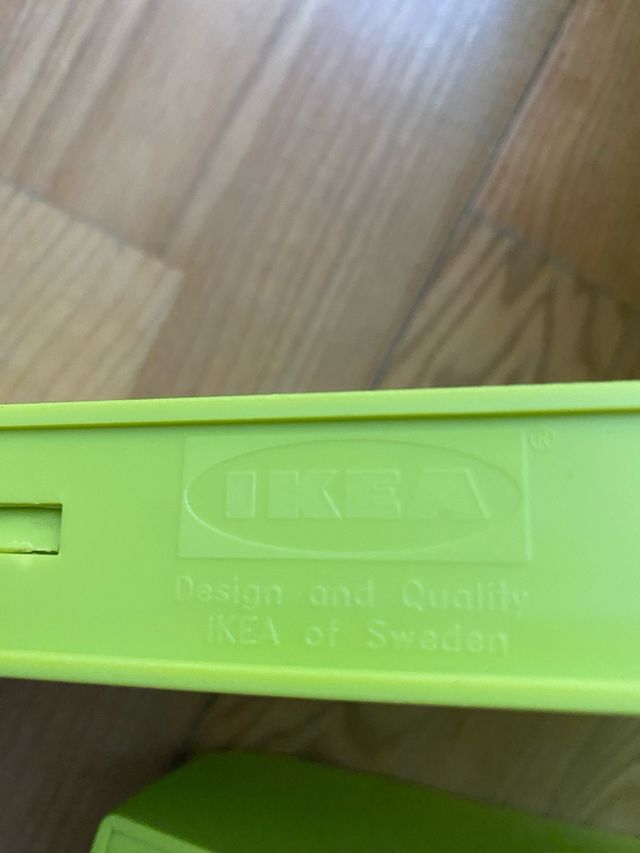 IKEA®
Design and Quality
IKEA of Sweden